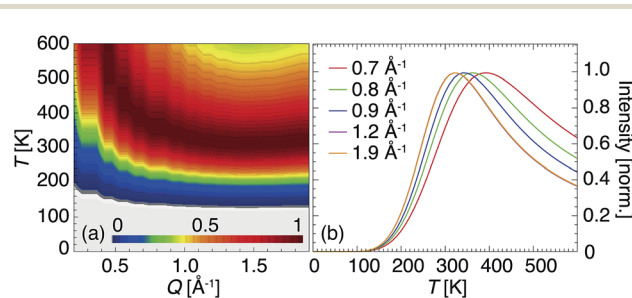 600
500
400
300
200
100
0
T [K]
(a)
0 0.5 1
0.5 1.0 1.5
Q [Å⁻¹]
0.7 Å⁻¹
0.8 Å⁻¹
0.9 Å⁻¹
1.2 Å⁻¹
1.9 Å⁻¹
(b)
0 100 200 300 400 500
T [K]
1.0
0.8
0.6
0.4
0.2
0
Intensity [norm.]